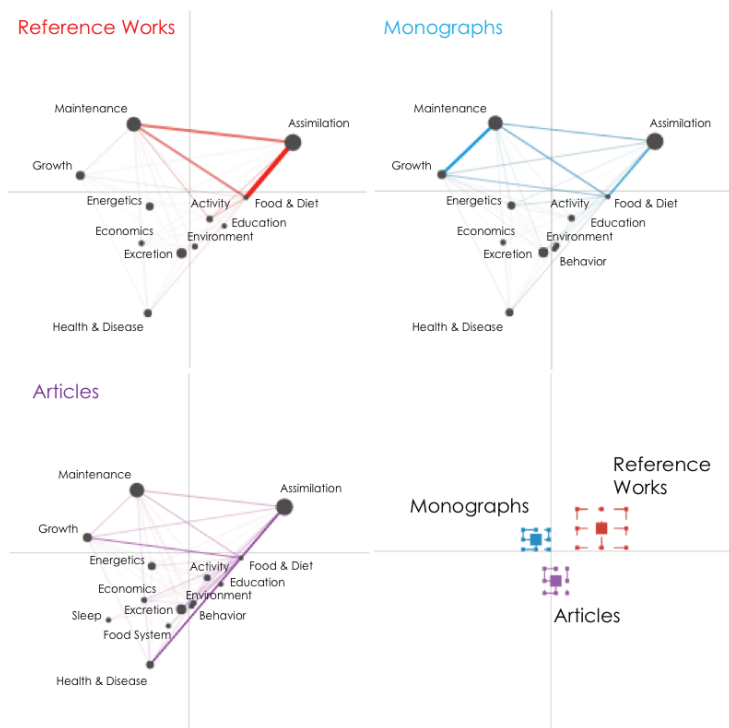 Reference Works
Maintenance
Assimilation
Growth
Energetics
Activity
Food & Diet
Education
Economics
Environment
Excretion
Health & Disease
Monographs
Maintenance
Assimilation
Growth
Energetics
Activity
Food & Diet
Education
Economics
Environment
Excretion
Behavior
Health & Disease
Articles
Maintenance
Assimilation
Growth
Energetics
Activity
Food & Diet
Education
Economics
Environment
Excretion
Behavior
Sleep
Food System
Health & Disease
Reference
Works
Monographs
Articles